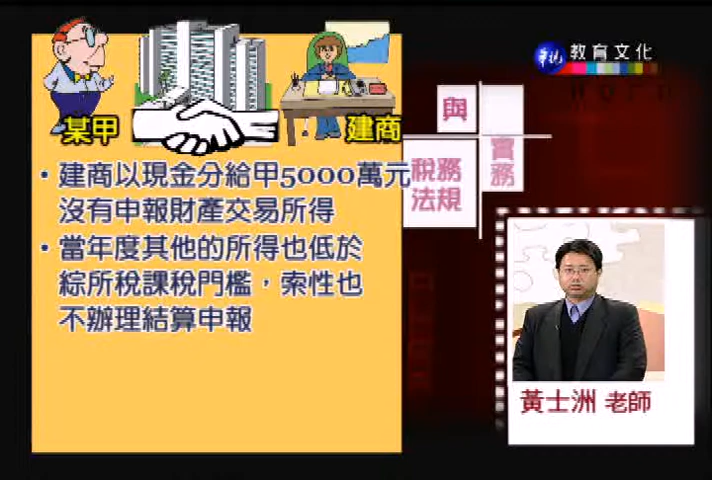 華視 教育文化
某甲
建商
與
實務
稅務
法規
・建商以現金分給甲5000萬元
沒有申報財產交易所得
・當年度其他的所得也低於
綜所稅課稅門檻，索性也
不辦理結算申報
黃士洲 老師